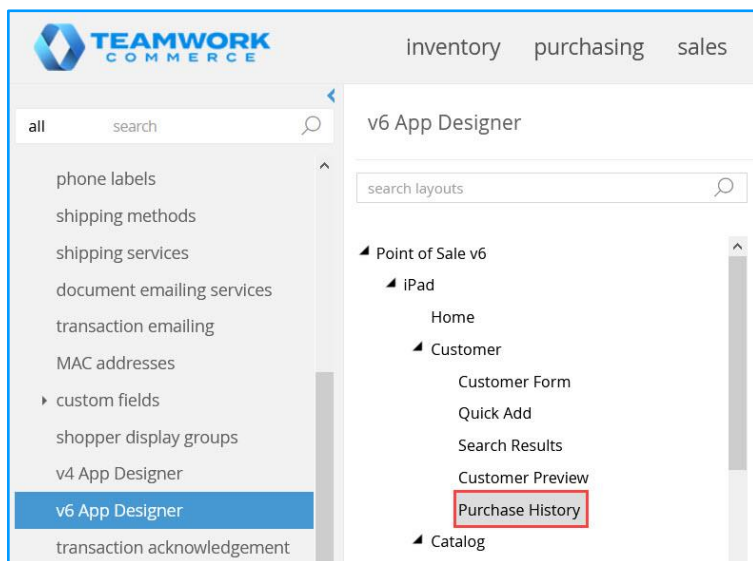 TEAMWORK
COMMERCE
inventory purchasing sales
all search
phone labels
shipping methods
shipping services
document emailing services
transaction emailing
MAC addresses
custom fields
shopper display groups
v4 App Designer
v6 App Designer
transaction acknowledgement
v6 App Designer
search layouts
Point of Sale v6
iPad
Home
Customer
Customer Form
Quick Add
Search Results
Customer Preview
Purchase History
Catalog